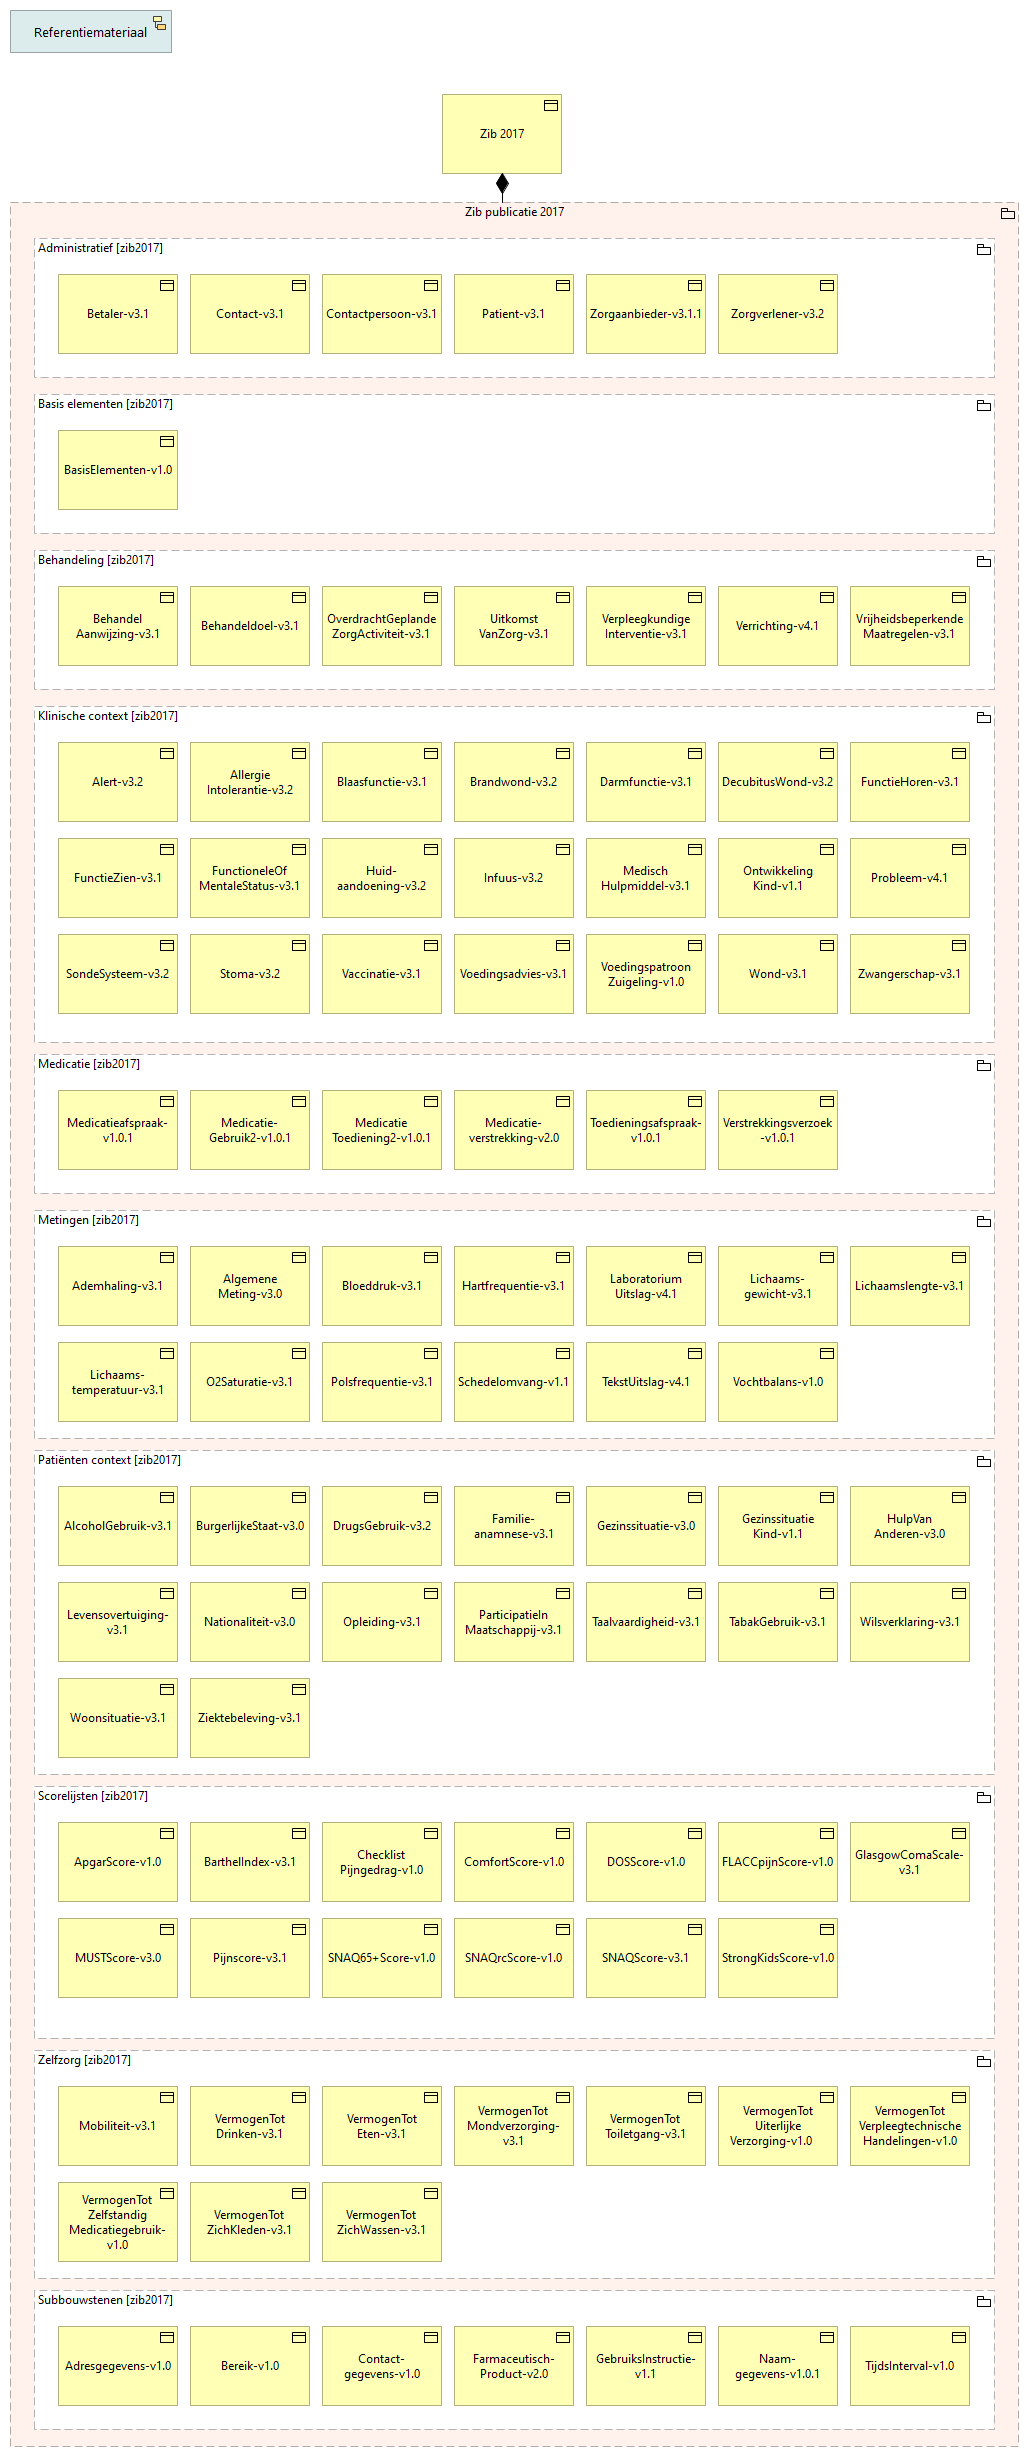 Referentiemateriaal
Zib 2017
Zib publicatie 2017
Administratief [zib2017]
Betaler-v3.1
Contact-v3.1
Contactpersoon-v3.1
Patient-v3.1
Zorgaanbieder-v3.1.1
Zorgverlener-v3.2
Basis elementen [zib2017]
BasisElementen-v1.0
Behandeling [zib2017]
Behandel
Aanwijzing-v3.1
Behandeldoel-v3.1
OverdrachtGeplande
ZorgActiviteit-v3.1
Uitkomst
VanZorg-v3.1
Verpleegkundige
Interventie-v3.1
Verrichting-v4.1
Vrijheidsbeperkende
Maatregelen-v3.1
Klinische context [zib2017]
Alert-v3.2
Allergie
Intolerantie-v3.2
Blaasfunctie-v3.1
Brandwond-v3.2
Darmfunctie-v3.1
DecubitusWond-v3.2
FunctieHoren-v3.1
FunctieZien-v3.1
FunctioneleOf
MentaleStatus-v3.1
Huid-
aandoening-v3.2
Infuus-v3.2
Medisch
Hulpmiddel-v3.1
Ontwikkeling
Kind-v1.1
Probleem-v4.1
SondeSysteem-v3.2
Stoma-v3.2
Vaccinatie-v3.1
Voedingsadvies-v3.1
Voedingspatroon
Zuigeling-v1.0
Wond-v3.1
Zwangerschap-v3.1
Medicatie [zib2017]
Medicatieafspraak-
v1.0.1
Medicatie-
Gebruik2-v1.0.1
Medicatie
Toediening2-v1.0.1
Medicatie-
verstrekking-v2.0
Toedieningsafspraak-
v1.0.1
Verstrekkingsverzoek
-v1.0.1
Metingen [zib2017]
Ademhaling-v3.1
Algemene
Meting-v3.0
Bloeddruk-v3.1
Hartfrequentie-v3.1
Laboratorium
Uitslag-v4.1
Lichaams-
gewicht-v3.1
Lichaamslengte-v3.1
Lichaams-
temperatuur-v3.1
O2Saturatie-v3.1
Polsfrequentie-v3.1
Schedelomvang-v1.1
TekstUitslag-v4.1
Vochtbalans-v1.0
Patiënten context [zib2017]
AlcoholGebruik-v3.1
BurgerlijkeStaat-v3.0
DrugsGebruik-v3.2
Familie-
anamnese-v3.1
Gezinssituatie-v3.0
Gezinssituatie
Kind-v1.1
HulpVan
Anderen-v3.0
Levensovertuiging-
v3.1
Nationaliteit-v3.0
Opleiding-v3.1
ParticipatieIn
Maatschappij-v3.1
Taalvaardigheid-v3.1
TabakGebruik-v3.1
Wilsverklaring-v3.1
Woonsituatie-v3.1
Ziektebeleving-v3.1
Scorelijsten [zib2017]
ApgarScore-v1.0
BarthelIndex-v3.1
Checklist
Pijngedrag-v1.0
ComfortScore-v1.0
DOSScore-v1.0
FLACCpijnScore-v1.0
GlasgowComaScale-
v3.1
MUSTScore-v3.0
Pijnscore-v3.1
SNAQ65+Score-v1.0
SNAQrcScore-v1.0
SNAQScore-v3.1
StrongKidsScore-v1.0
Zelfzorg [zib2017]
Mobiliteit-v3.1
VermogenTot
Drinken-v3.1
VermogenTot
Eten-v3.1
VermogenTot
Mondverzorging-
v3.1
VermogenTot
Toiletgang-v3.1
VermogenTot
Uiterlijke
Verzorging-v1.0
VermogenTot
Verpleegtechnische
Handelingen-v1.0
VermogenTot
Zelfstandig
Medicatiegebruik-
v1.0
VermogenTot
ZichKleden-v3.1
VermogenTot
ZichWassen-v3.1
Subbouwstenen [zib2017]
Adresgegevens-v1.0
Bereik-v1.0
Contact-
gegevens-v1.0
Farmaceutisch-
Product-v2.0
GebruiksInstructie-
v1.1
Naam-
gegevens-v1.0.1
TijdsInterval-v1.0